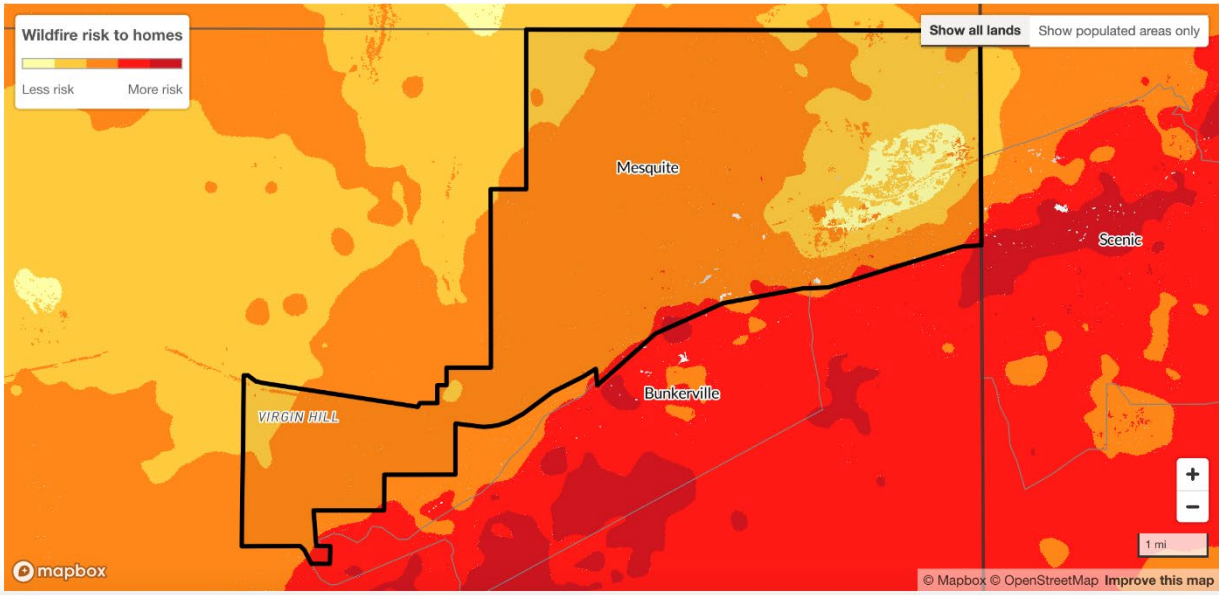 Wildfire risk to homes
Less risk More risk
Show all lands Show populated areas only
Mesquite
Scenic
Bunkerville
VIRGIN HILL
+
−
1 mi
mapbox
© Mapbox © OpenStreetMap Improve this map